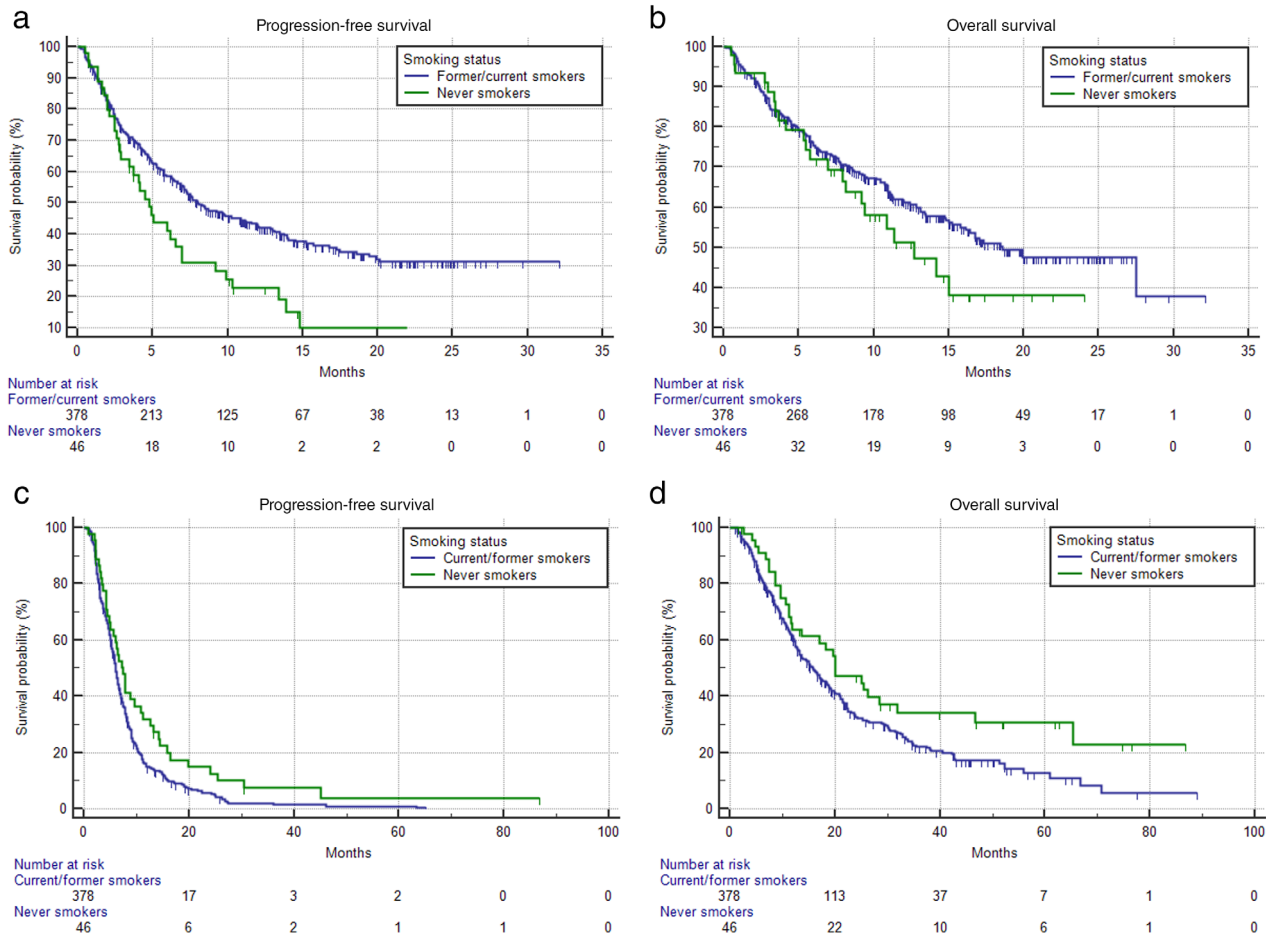 a
Progression-free survival
Survival probability (%)
100
90
80
70
60
50
40
30
20
10
Smoking status
Former/current smokers
Never smokers
0 5 10 15 20 25 30 35
Months
Number at risk
Former/current smokers
378 213 125 67 38 13 1 0
Never smokers
46 18 10 2 2 0 0 0
b
Overall survival
Survival probability (%)
100
90
80
70
60
50
40
30
Smoking status
Former/current smokers
Never smokers
0 5 10 15 20 25 30 35
Months
Number at risk
Former/current smokers
378 268 178 98 49 17 1 0
Never smokers
46 32 19 9 3 0 0 0
c
Progression-free survival
Survival probability (%)
100
80
60
40
20
0
Smoking status
Current/former smokers
Never smokers
0 20 40 60 80 100
Months
Number at risk
Current/former smokers
378 17 3 2 0 0
Never smokers
46 6 2 1 1 0
d
Overall survival
Survival probability (%)
100
80
60
40
20
0
Smoking status
Current/former smokers
Never smokers
0 20 40 60 80 100
Months
Number at risk
Current/former smokers
378 113 37 7 1 0
Never smokers
46 22 10 6 1 0